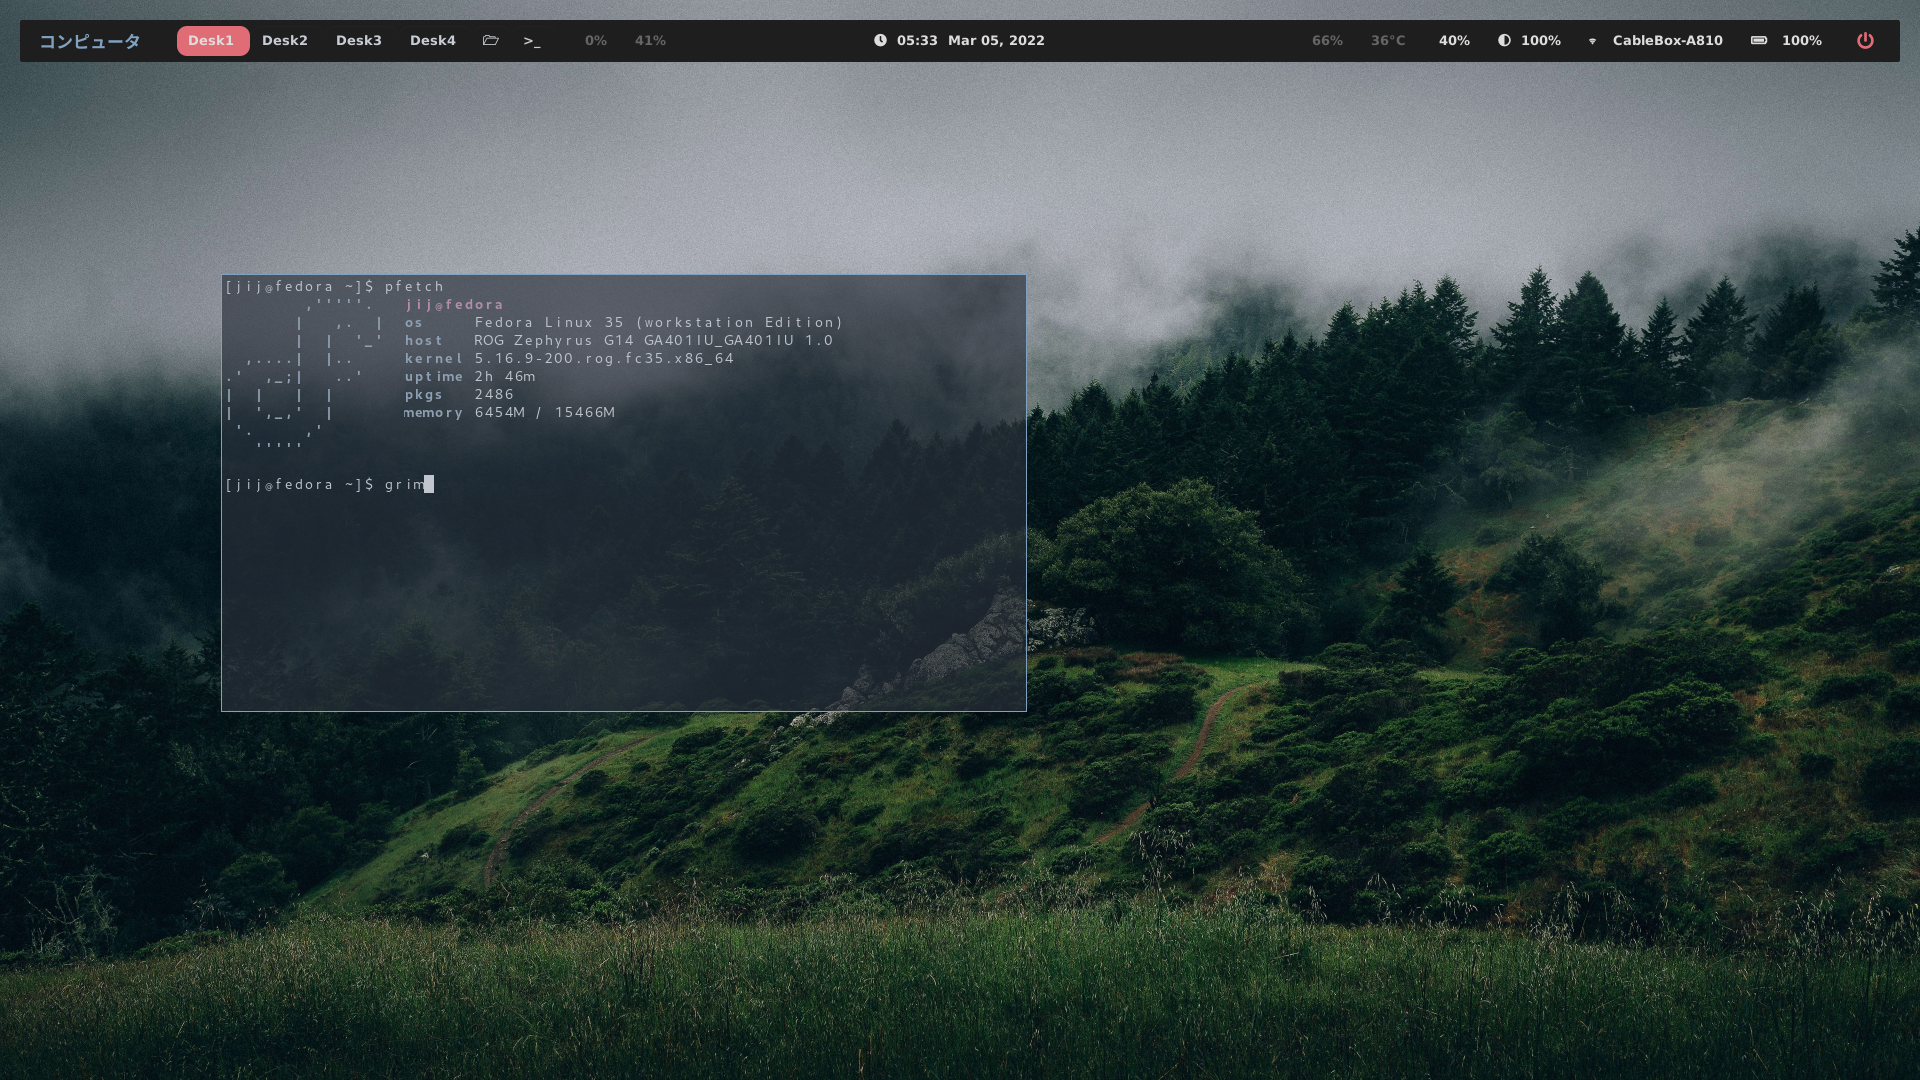 コンピュータ Desk1 Desk2 Desk3 Desk4 >_ 0% 41% 05:33 Mar 05, 2022 66% 36°C 40% 100% CableBox-A810 100%
[jij@fedora ~]$ pfetch
,'''''. jij@fedora
| ,. | os Fedora Linux 35 (workstation Edition)
| | '_' host ROG Zephyrus G14 GA401IU_GA401IU 1.0
,....| |.. kernel 5.16.9-200.rog.fc35.x86_64
.' ,_;| ..' uptime 2h 46m
| | | | pkgs 2486
| ',_,' | memory 6454M / 15466M
'. ,'
'''''
[jij@fedora ~]$ grim